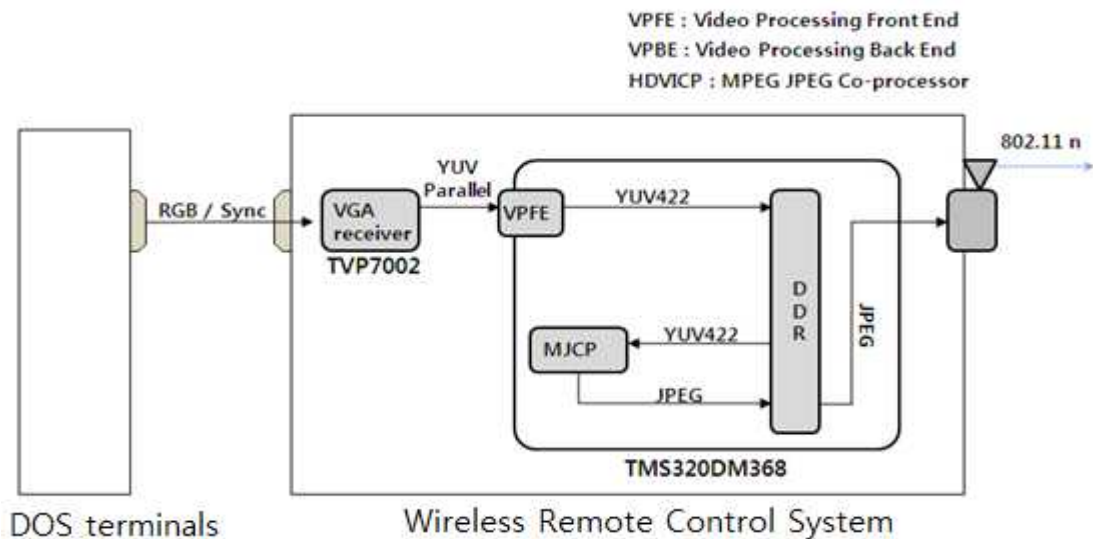 VPFE : Video Processing Front End
VPBE : Video Processing Back End
HDVICP : MPEG JPEG Co-processor
802.11 n
YUV
Parallel
RGB / Sync
VGA
receiver
TVP7002
VPFE
YUV422
D
D
R
JPEG
MJCP
YUV422
JPEG
TMS320DM368
DOS terminals
Wireless Remote Control System